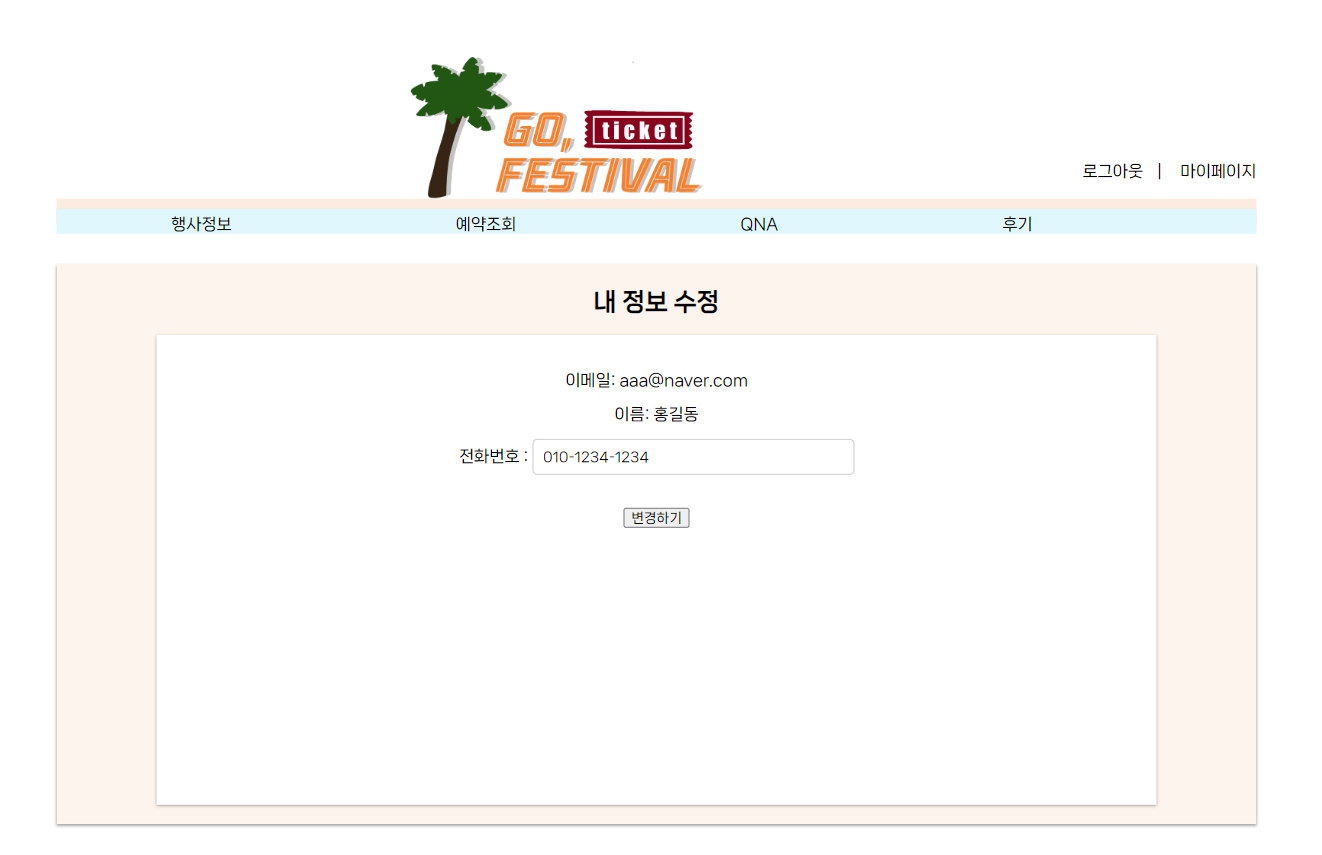 GO, ticket
FESTIVAL
로그아웃 | 마이페이지
행사정보 예약조회 QNA 후기
내 정보 수정
이메일: aaa@naver.com
이름: 홍길동
전화번호 : 010-1234-1234
변경하기